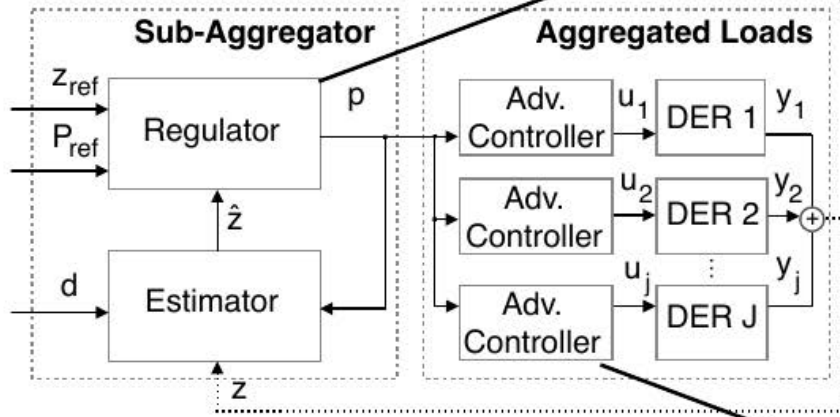 Sub-Aggregator
Aggregated Loads
z_ref
P_ref
Regulator
p
ẑ
d
Estimator
z
Adv.
Controller
u_1
DER 1
y_1
Adv.
Controller
u_2
DER 2
y_2
+
⋮
Adv.
Controller
u_j
DER J
y_j